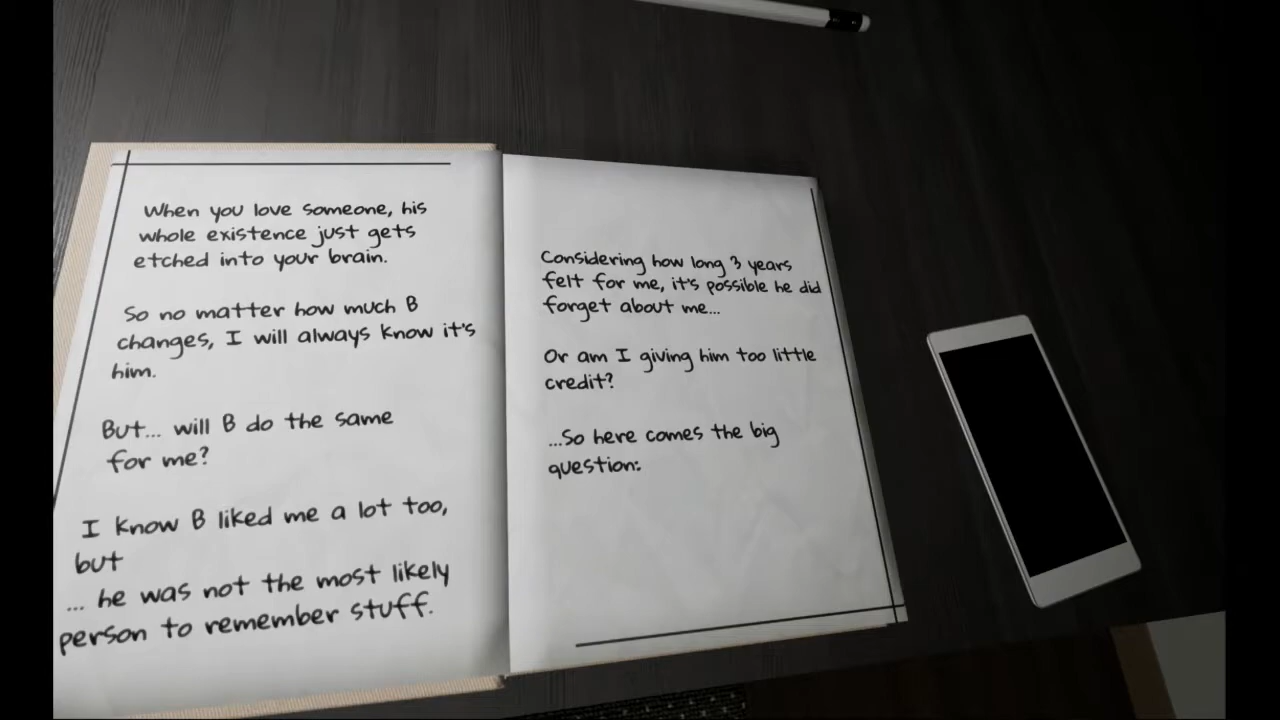 When you love someone, his
whole existence just gets
etched into your brain.
So no matter how much B
changes, I will always know it's
him.
But... will B do the same
for me?
I know B liked me a lot too,
but
... he was not the most likely
person to remember stuff.
Considering how long 3 years
felt for me, it's possible he did
forget about me...
Or am I giving him too little
credit?
...So here comes the big
question: